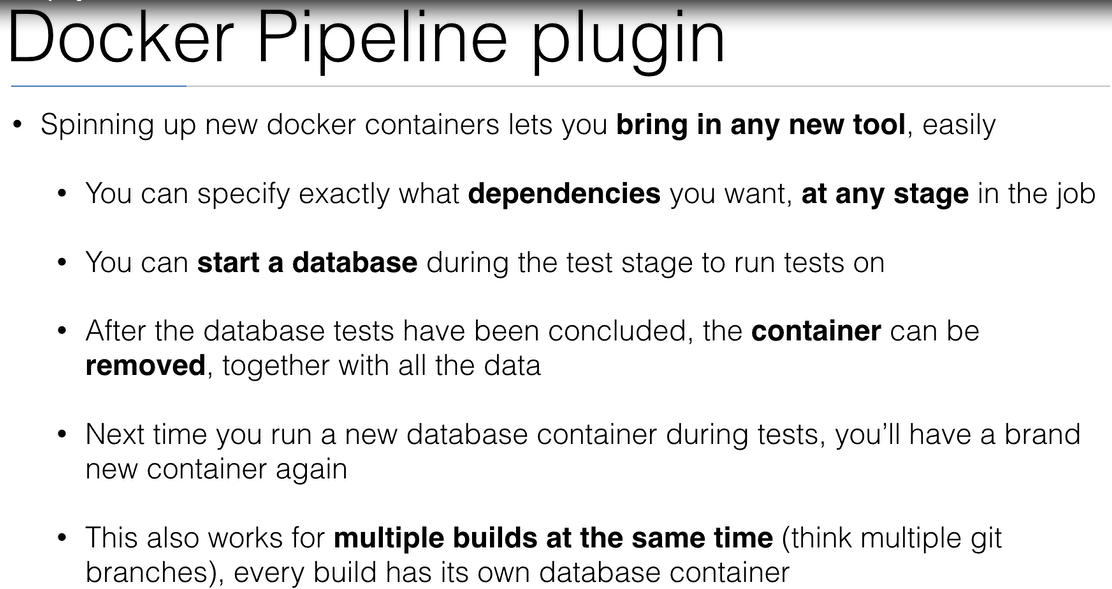 Docker Pipeline plugin
• Spinning up new docker containers lets you bring in any new tool, easily
• You can specify exactly what dependencies you want, at any stage in the job
• You can start a database during the test stage to run tests on
• After the database tests have been concluded, the container can be
removed, together with all the data
• Next time you run a new database container during tests, you’ll have a brand
new container again
• This also works for multiple builds at the same time (think multiple git
branches), every build has its own database container